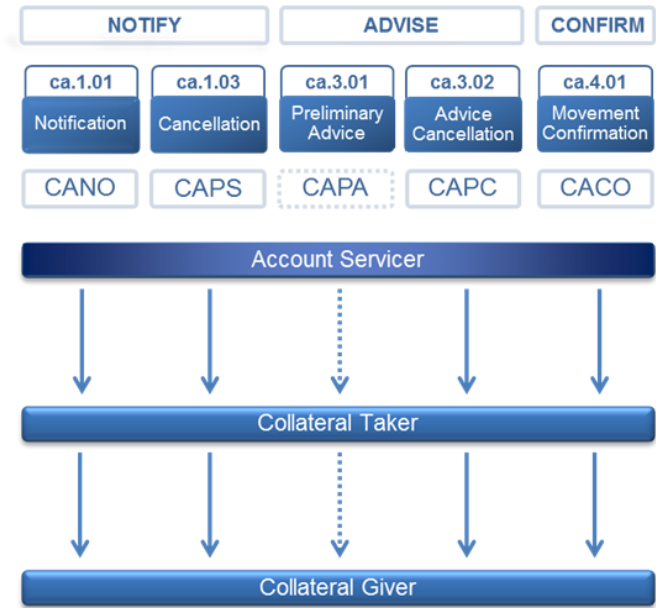 NOTIFY ADVISE CONFIRM
ca.1.01 ca.1.03 ca.3.01 ca.3.02 ca.4.01
Notification Cancellation Preliminary Advice Advice Cancellation Movement Confirmation
CANO CAPS CAPA CAPC CACO
Account Servicer
Collateral Taker
Collateral Giver